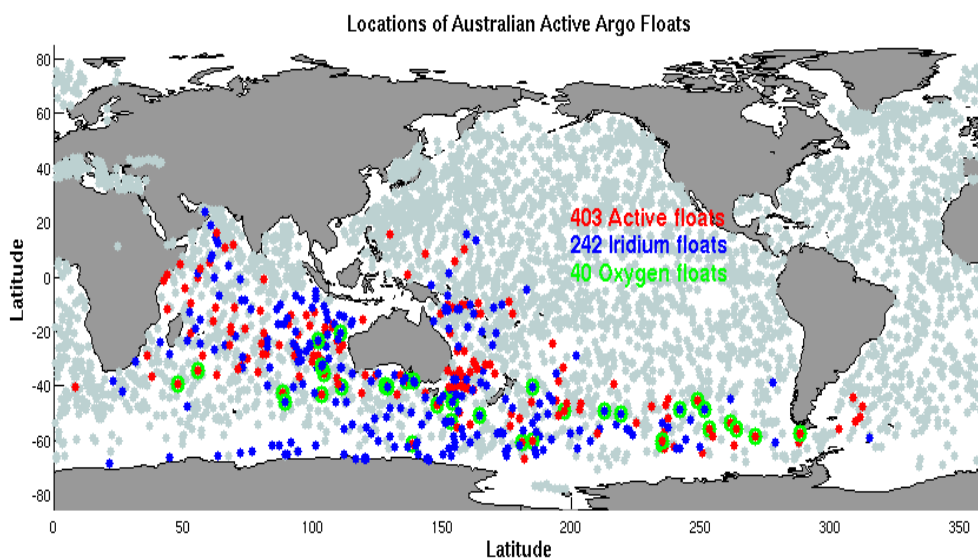 Locations of Australian Active Argo Floats
80
60
40
20
0
-20
-40
-60
-80
Latitude
403 Active floats
242 Iridium floats
40 Oxygen floats
0 50 100 150 200 250 300 350
Latitude